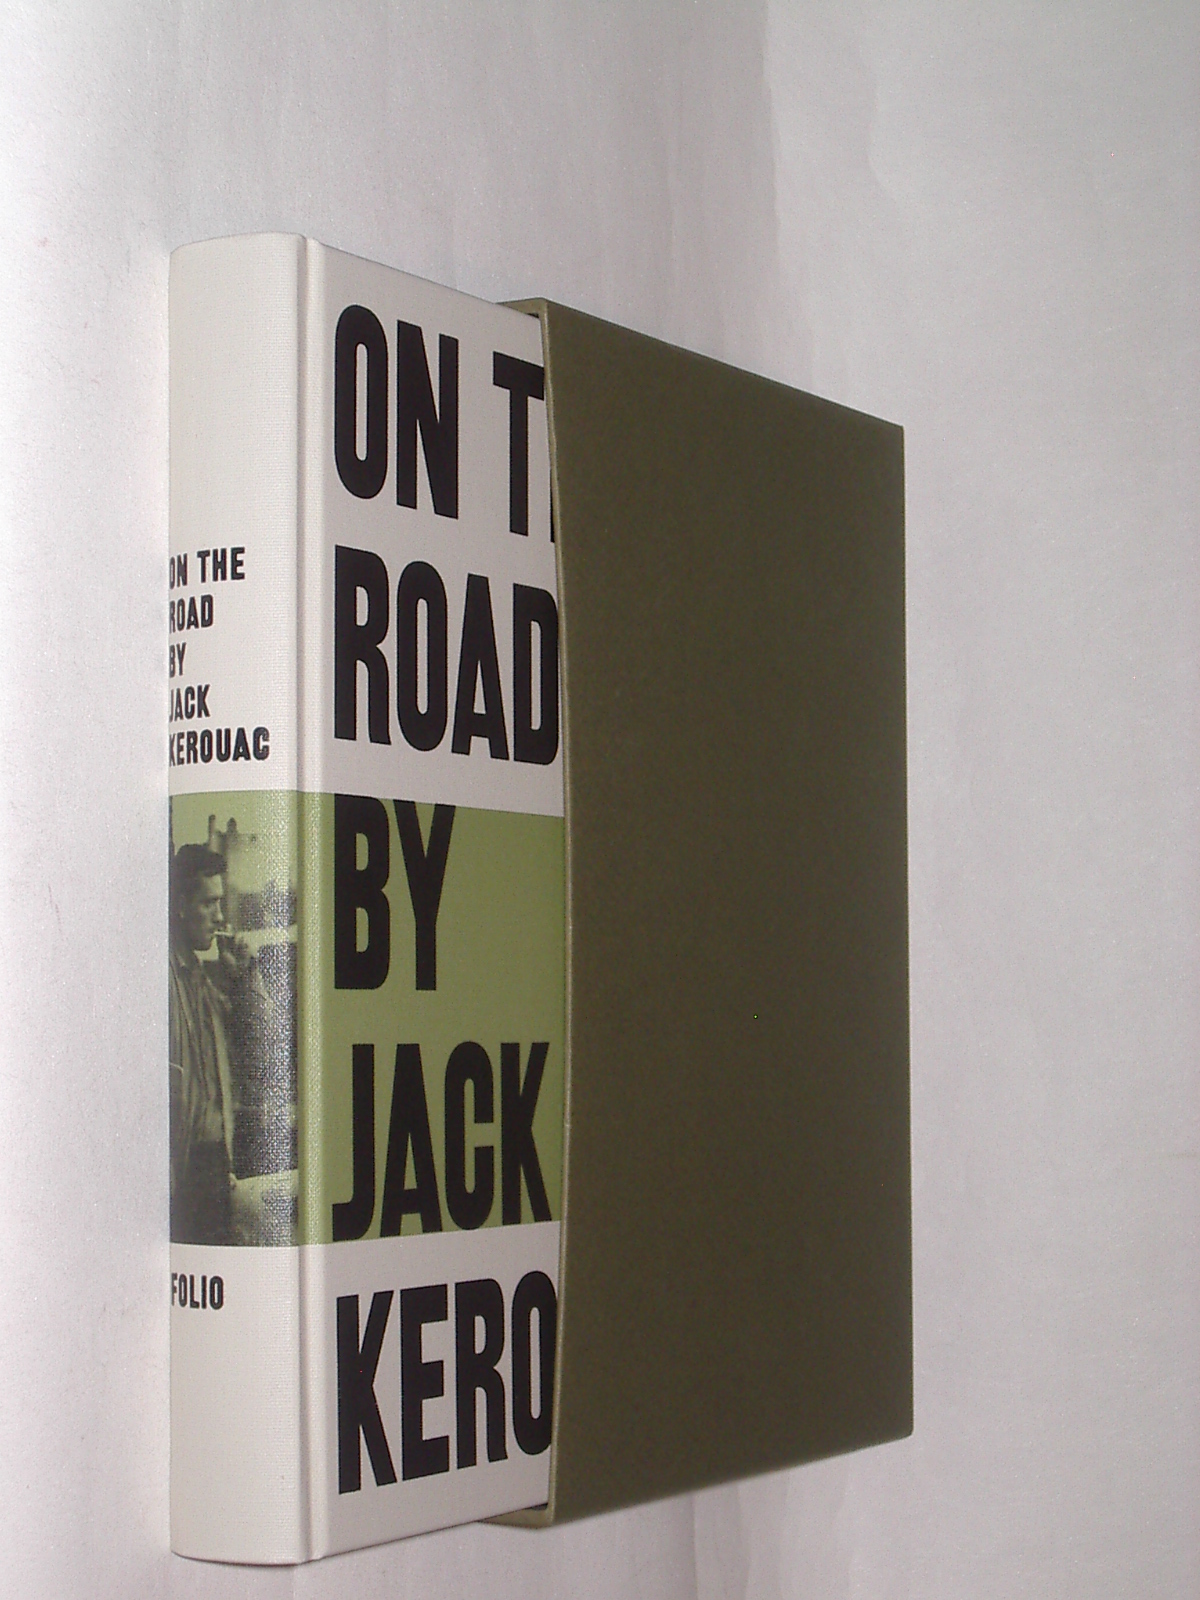 ON THE
ROAD
BY
JACK
KEROUAC
FOLIO
ON T
ROAD
BY
JACK
KERO